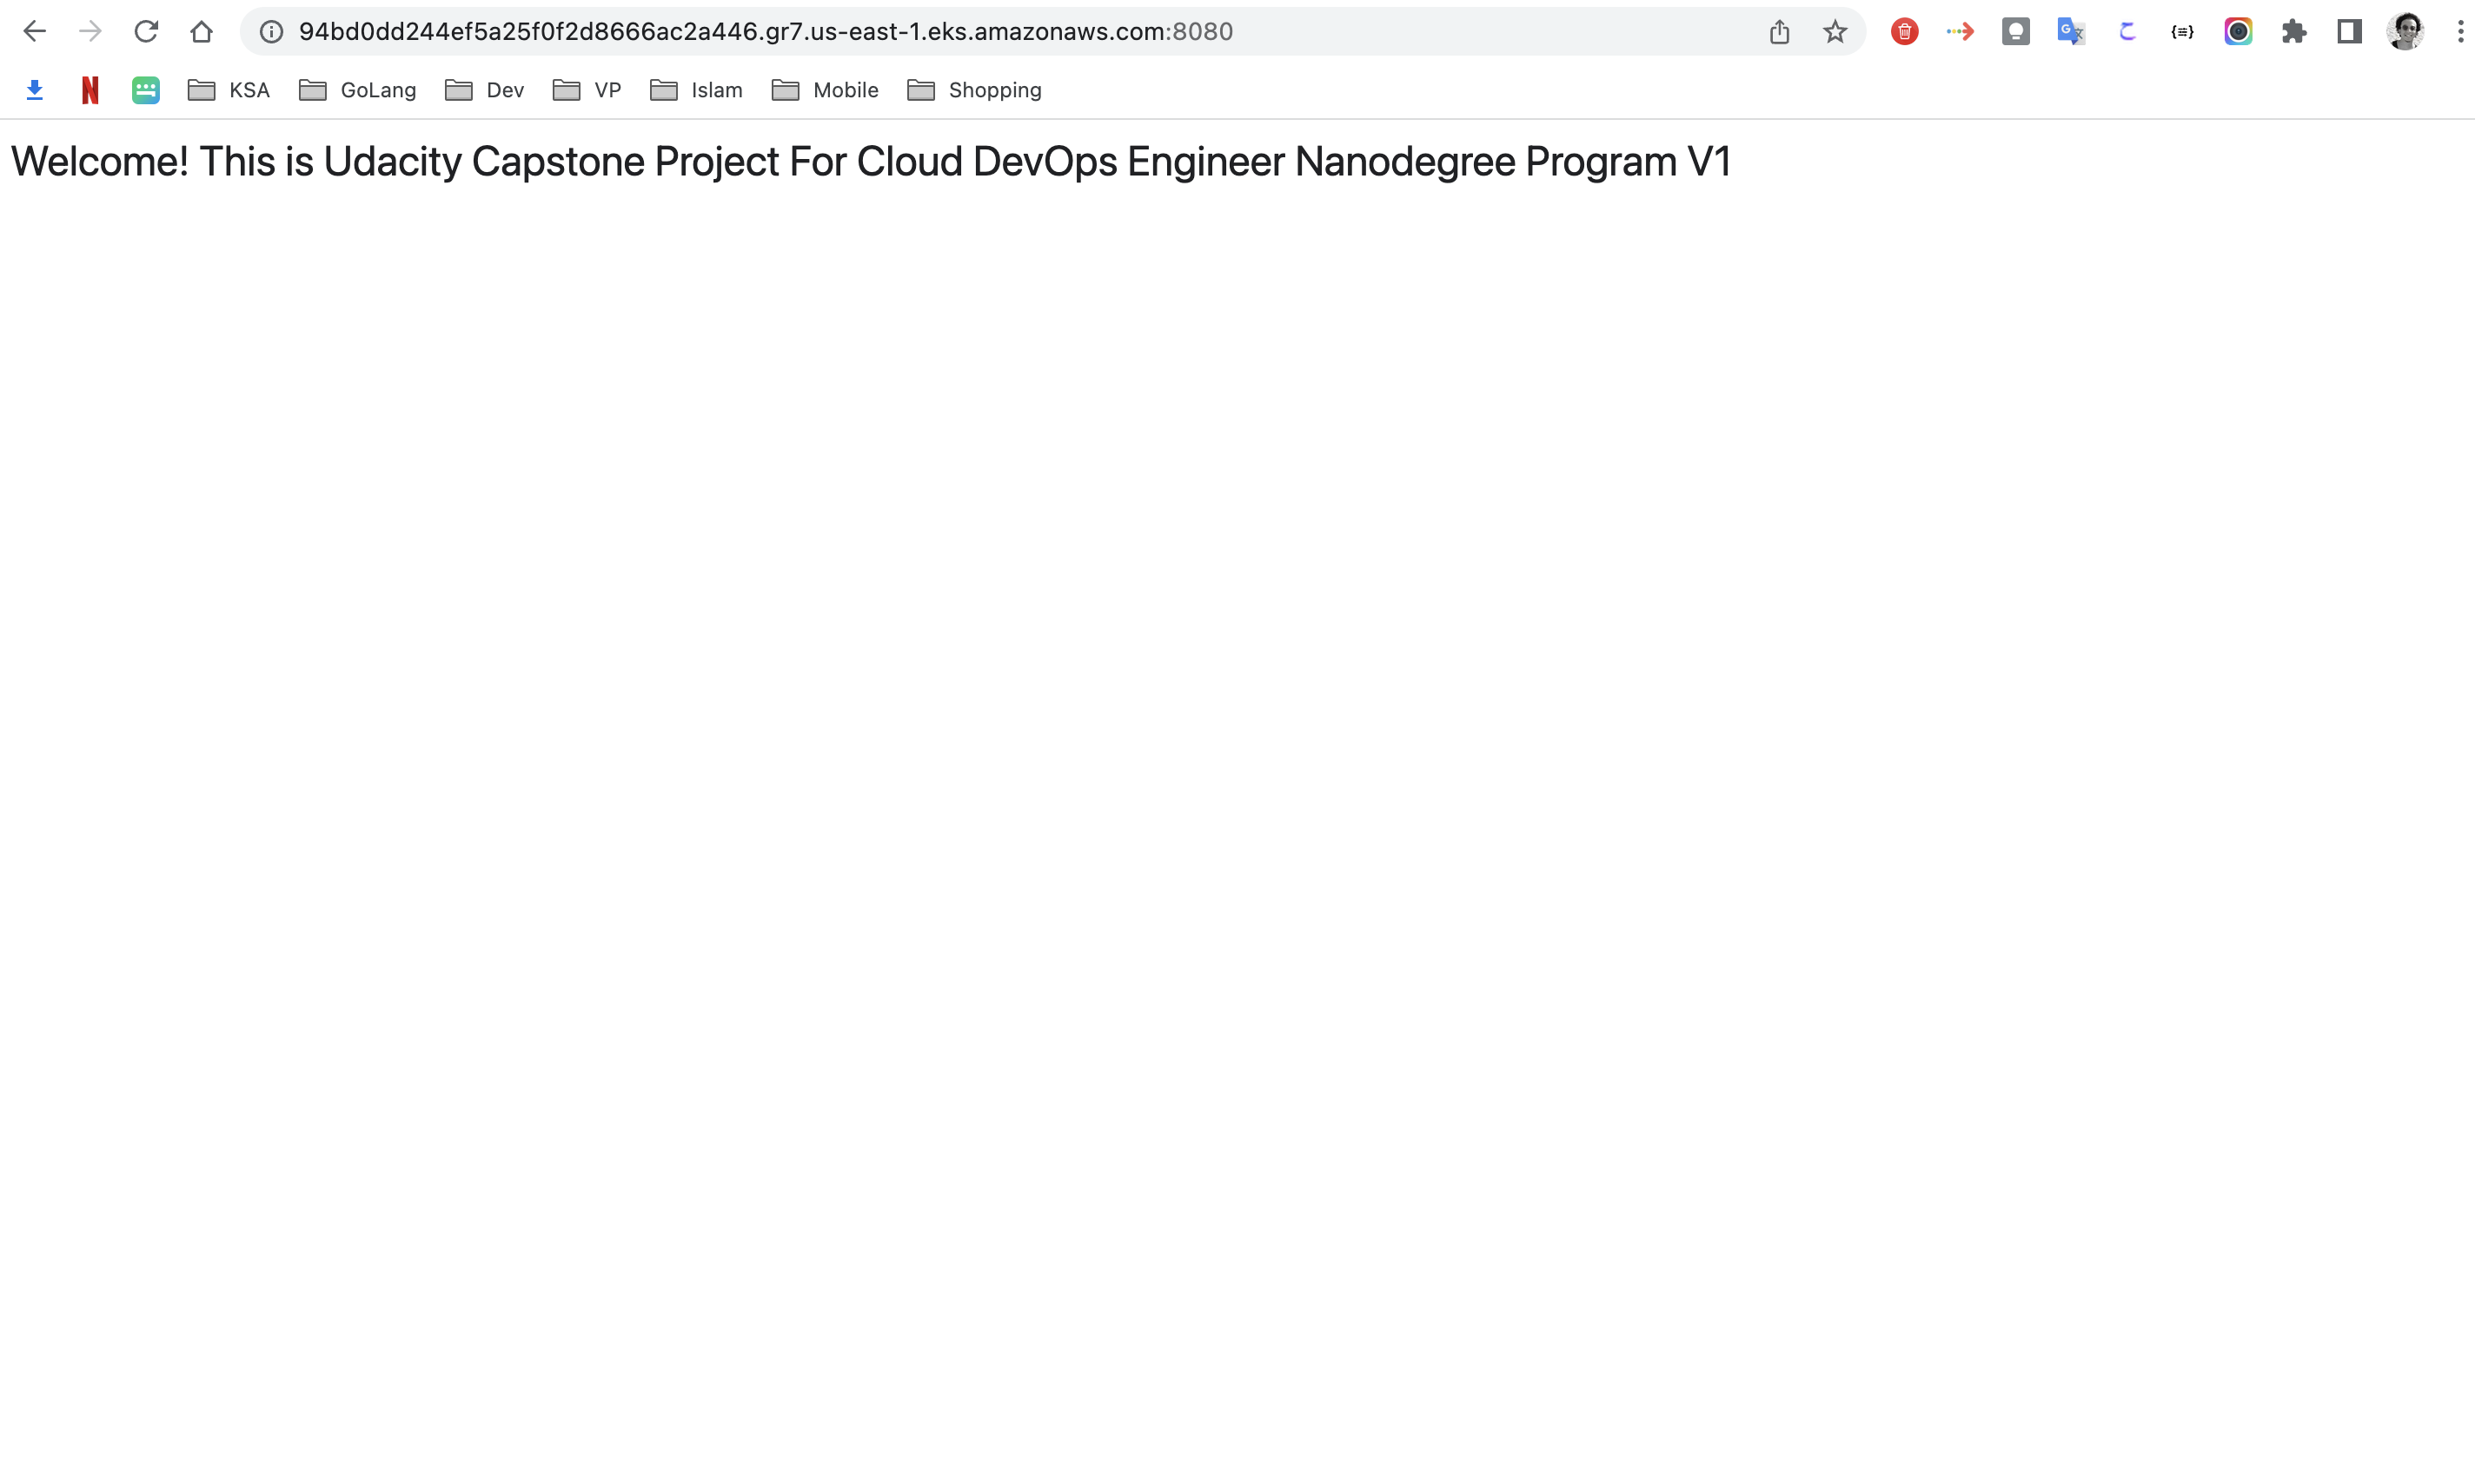 94bd0dd244ef5a25f0f2d8666ac2a446.gr7.us-east-1.eks.amazonaws.com:8080
KSA GoLang Dev VP Islam Mobile Shopping
Welcome! This is Udacity Capstone Project For Cloud DevOps Engineer Nanodegree Program V1